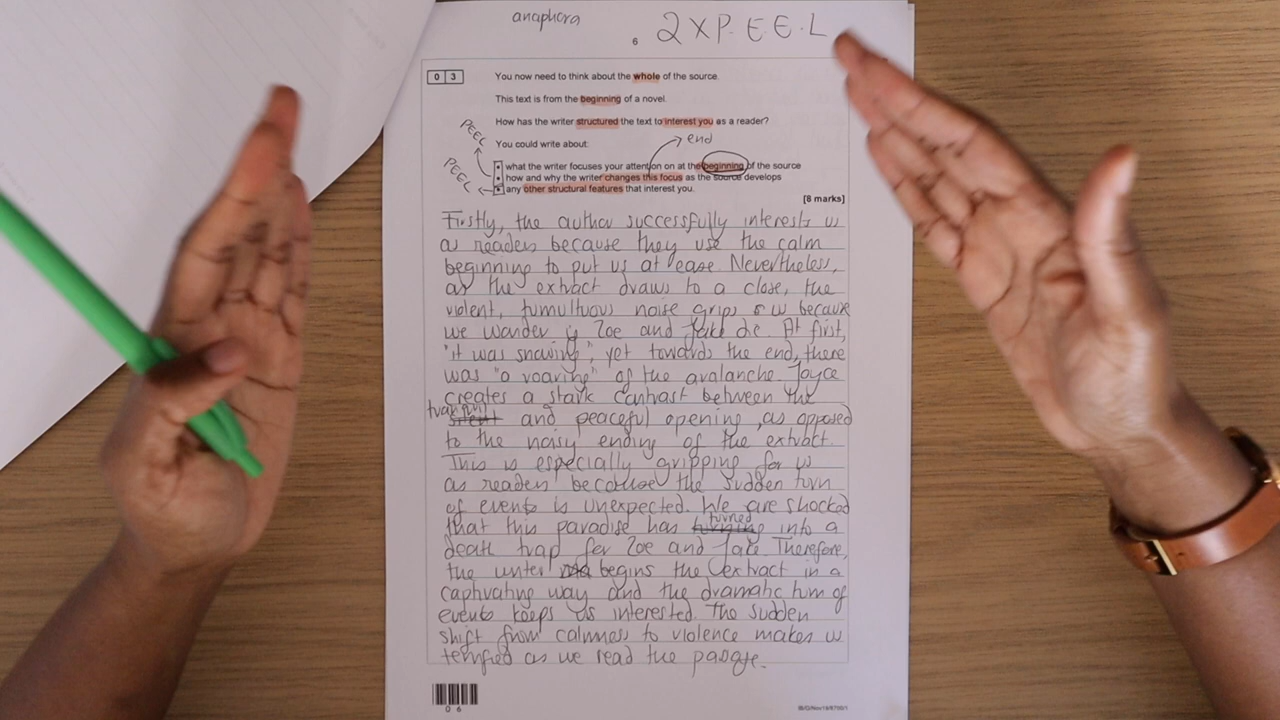 anaphora
2 X P.E.E.L
6
0 3
You now need to think about the whole of the source.
This text is from the beginning of a novel.
How has the writer structured the text to interest you as a reader?
PEEL
end
You could write about:
PEEL
• what the writer focuses your attention on at the beginning of the source
• how and why the writer changes this focus as the source develops
• any other structural features that interest you.
[8 marks]
Firstly, the author successfully interests us
as readers because they use the calm
beginning to put us at ease. Nevertheless,
as the extract draws to a close, the
violent, tumultuous noise grips us because
we wonder if Zoe and Jake die. At first,
"it was snowing", yet towards the end, there
was "a roaring" of the avalanche. Joyce
creates a stark contrast between the
tranquil
silent and peaceful opening, as opposed
to the noisy ending of the extract.
This is especially gripping for us
as readers because the sudden turn
of events is unexpected. We are shocked
turned
that this paradise has turning into a
death trap for Zoe and Jake. Therefore,
the writer begins the extract in a
captivating way and the dramatic turn of
events keeps us interested. The sudden
shift from calmness to violence makes us
terrified as we read the passage.
0 6
IB/G/Nov18/8700/1